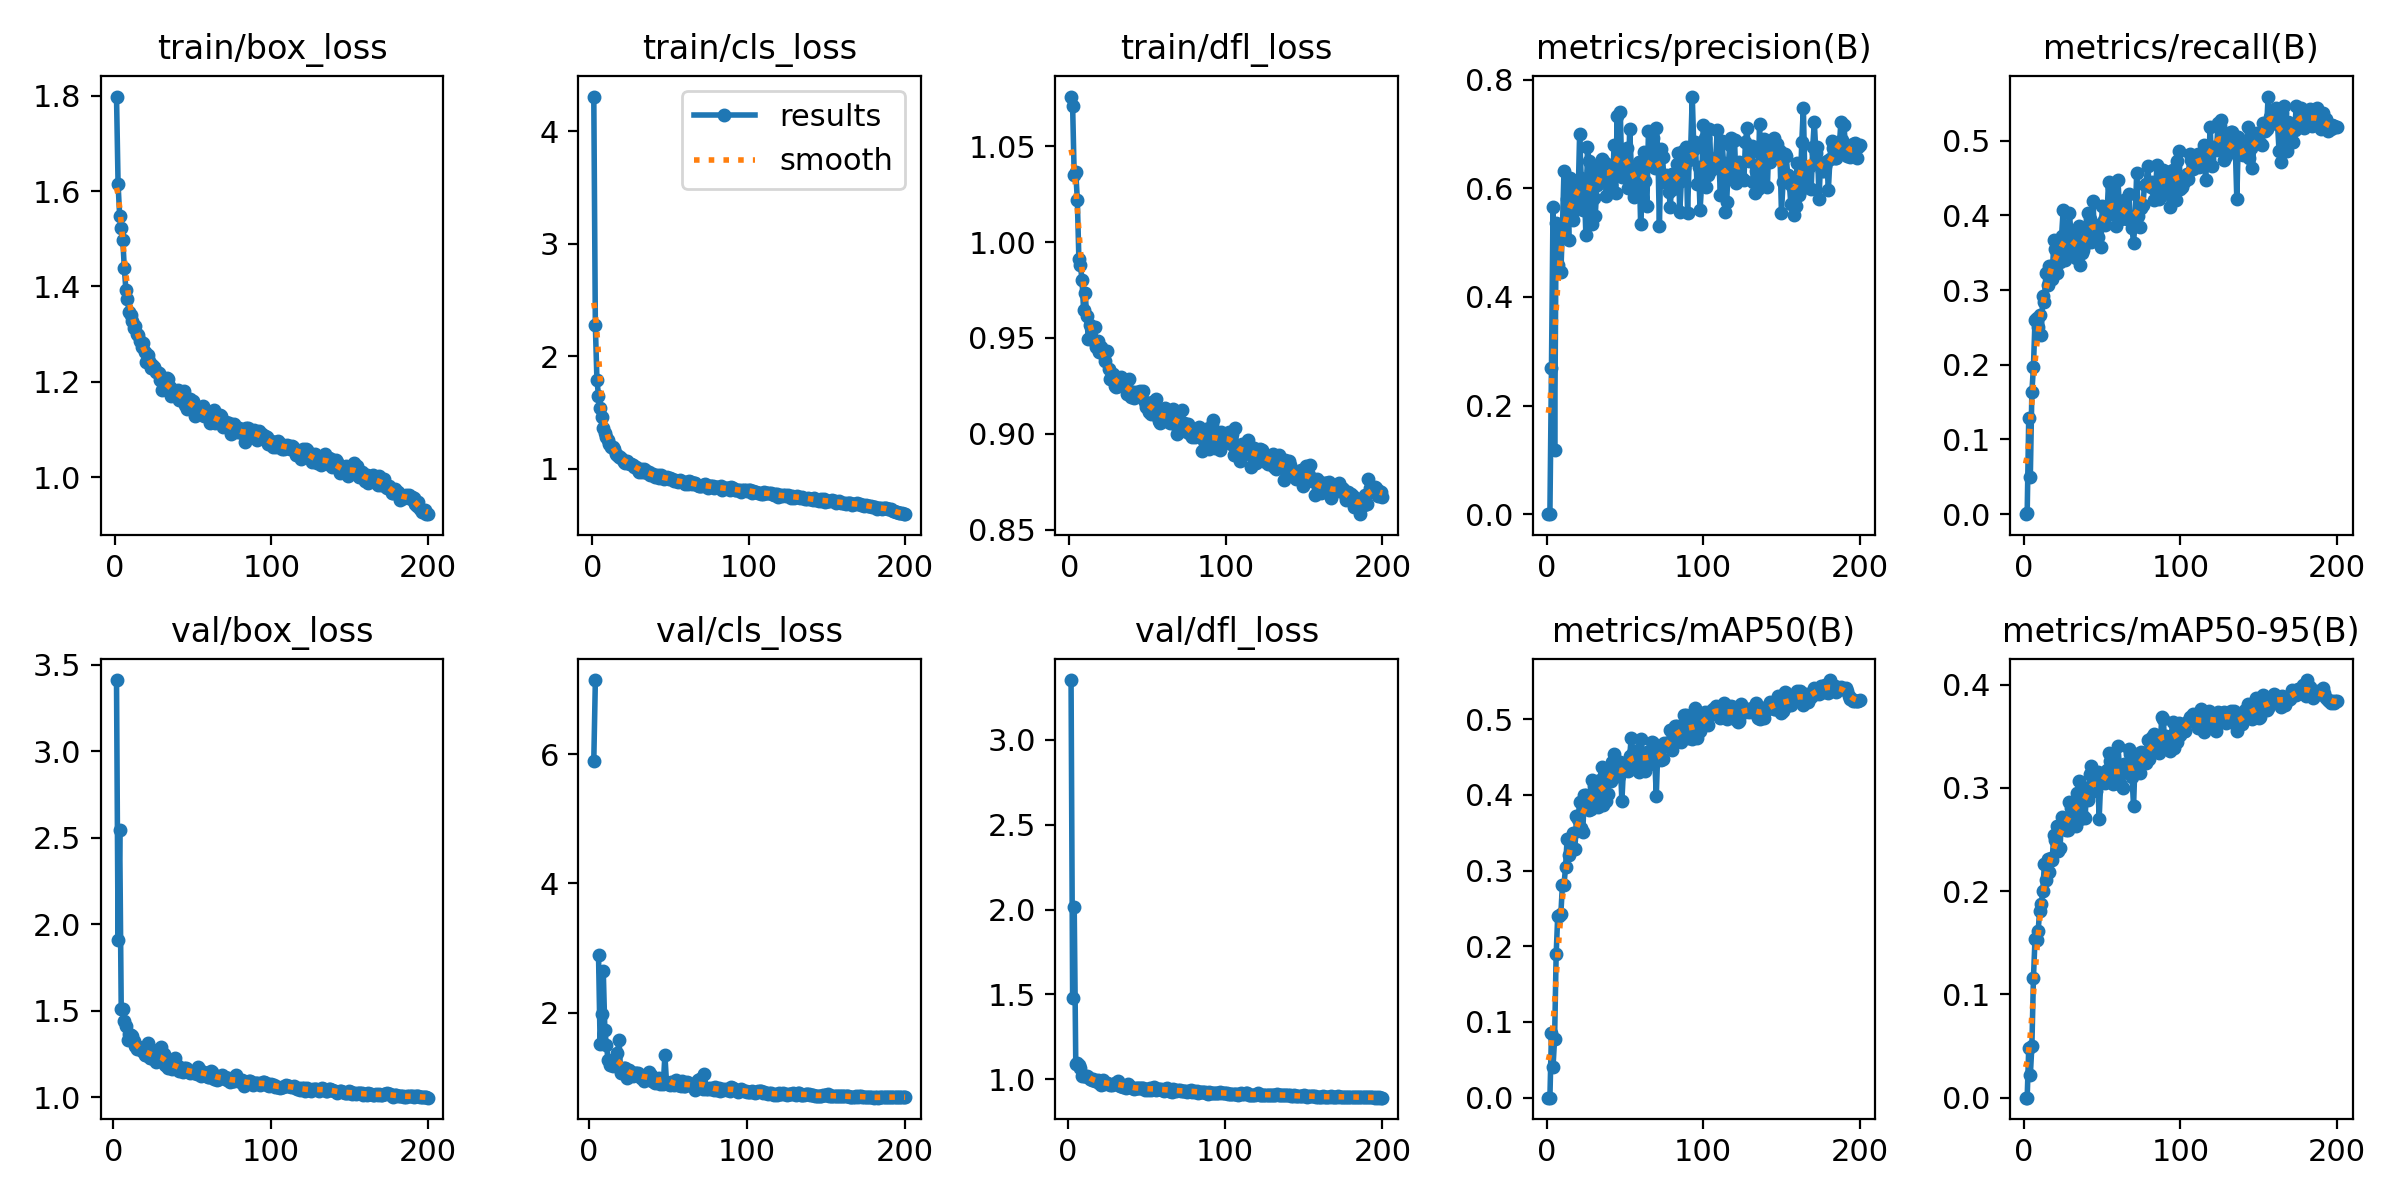 train/box_loss
1.8
1.6
1.4
1.2
1.0
0 100 200
train/cls_loss
results
smooth
4
3
2
1
0 100 200
train/dfl_loss
1.05
1.00
0.95
0.90
0.85
0 100 200
metrics/precision(B)
0.8
0.6
0.4
0.2
0.0
0 100 200
metrics/recall(B)
0.5
0.4
0.3
0.2
0.1
0.0
0 100 200
val/box_loss
3.5
3.0
2.5
2.0
1.5
1.0
0 100 200
val/cls_loss
6
4
2
0 100 200
val/dfl_loss
3.0
2.5
2.0
1.5
1.0
0 100 200
metrics/mAP50(B)
0.5
0.4
0.3
0.2
0.1
0.0
0 100 200
metrics/mAP50-95(B)
0.4
0.3
0.2
0.1
0.0
0 100 200